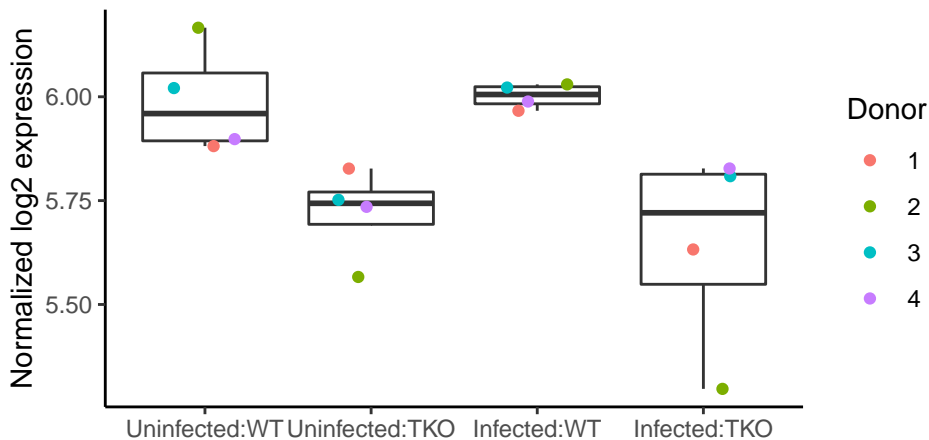 Normalized log2 expression
6.00
5.75
5.50
Uninfected:WT
Uninfected:TKO
Infected:WT
Infected:TKO
Donor
1
2
3
4